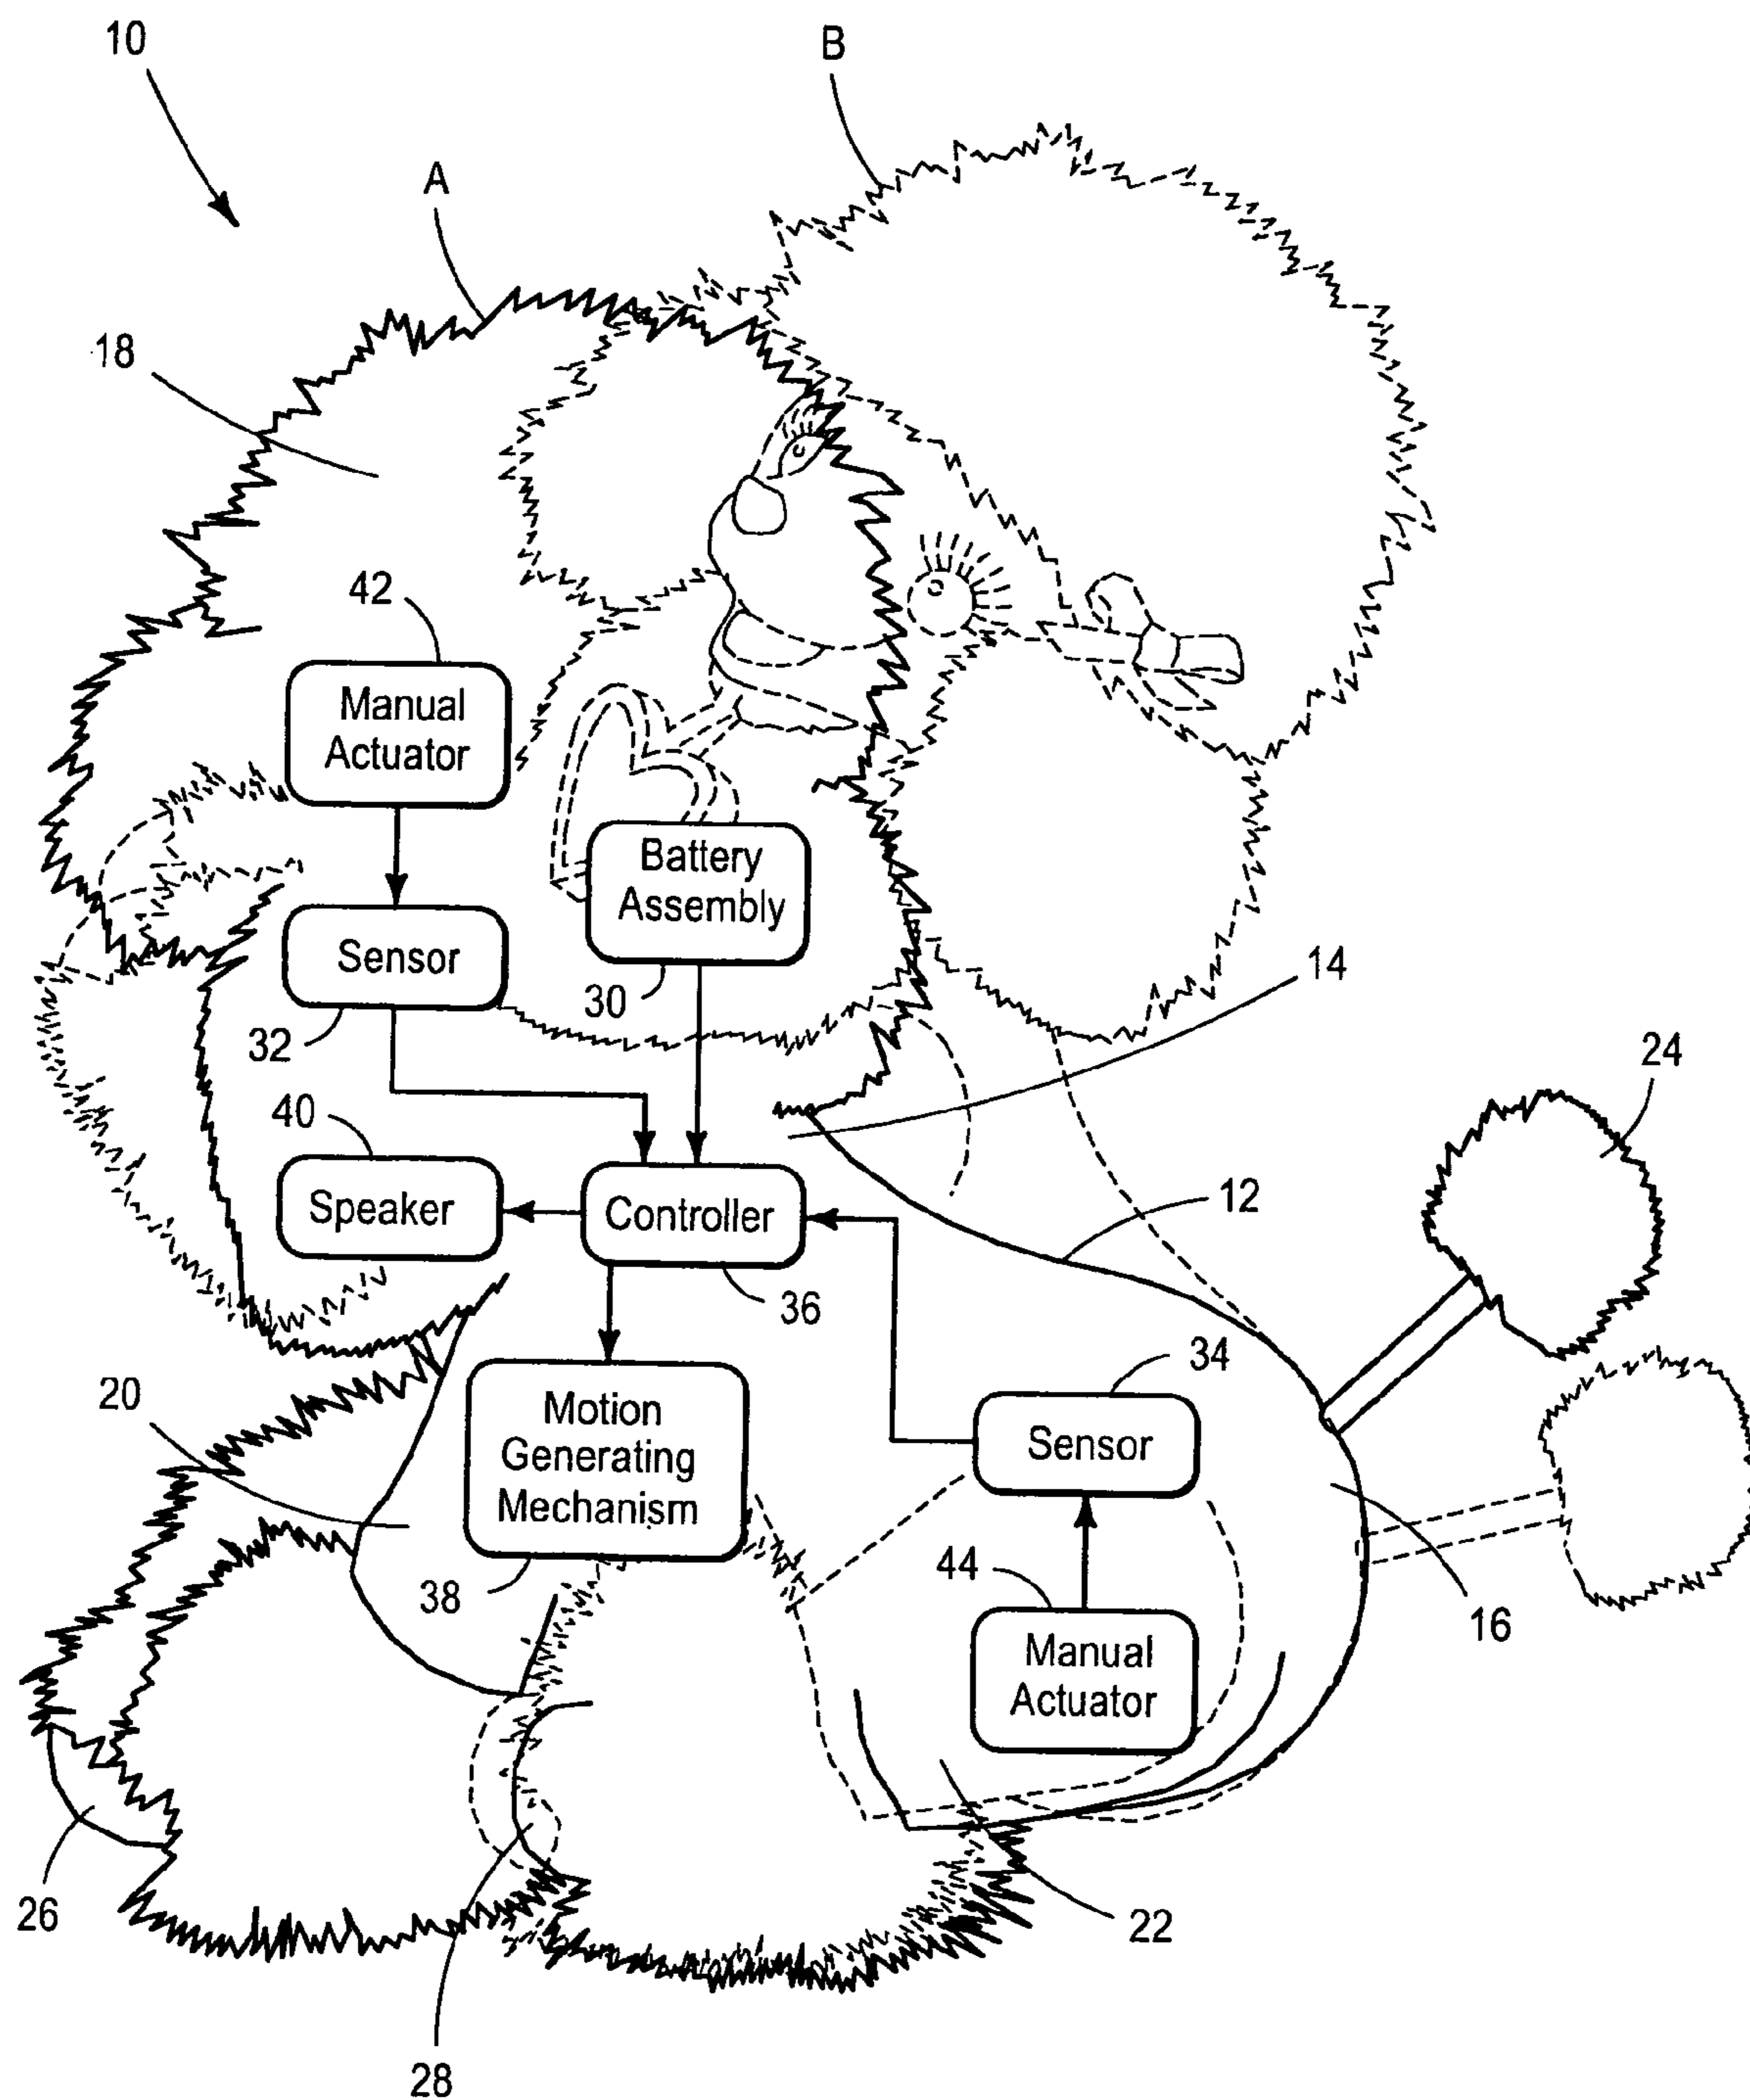 10
B
A
18
42
Manual
Actuator
Battery
Assembly
Sensor
30
32
14
24
40
12
Speaker
Controller
36
34
20
Motion
Generating
Mechanism
Sensor
44
38
16
Manual
Actuator
26
22
28